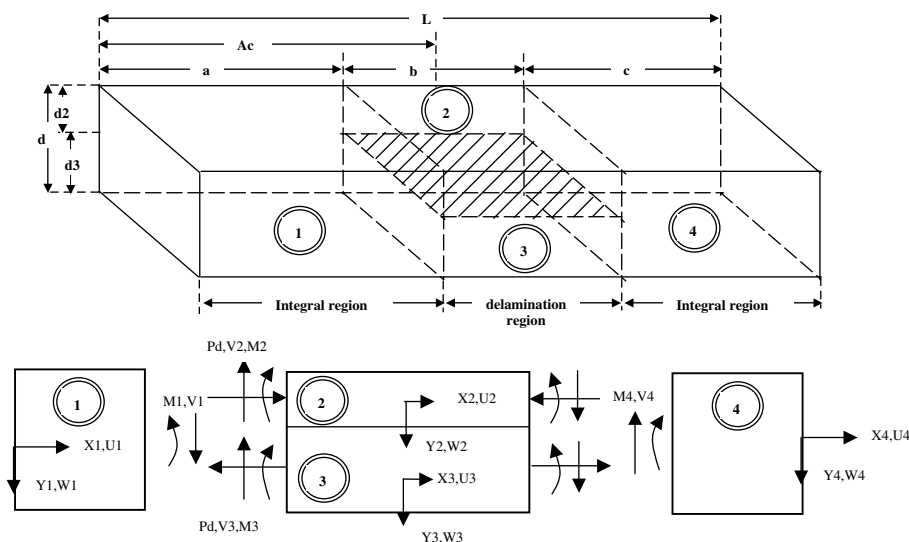 L
Ac
a b c
d2
d
d3
2
1
3
4
Integral region
delamination
region
Integral region
Pd,V2,M2
1
M1,V1
2
X2,U2
M4,V4
4
X1,U1
Y2,W2
X4,U4
Y1,W1
3
X3,U3
Y4,W4
Pd,V3,M3
Y3,W3